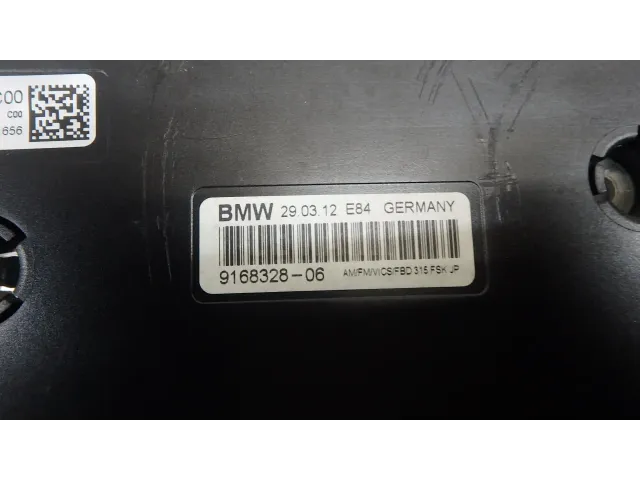 C00
C00
656
BMW 29.03.12 E84 GERMANY
9168328-06 AM/FM/VICS/FBD 315 FSK JP